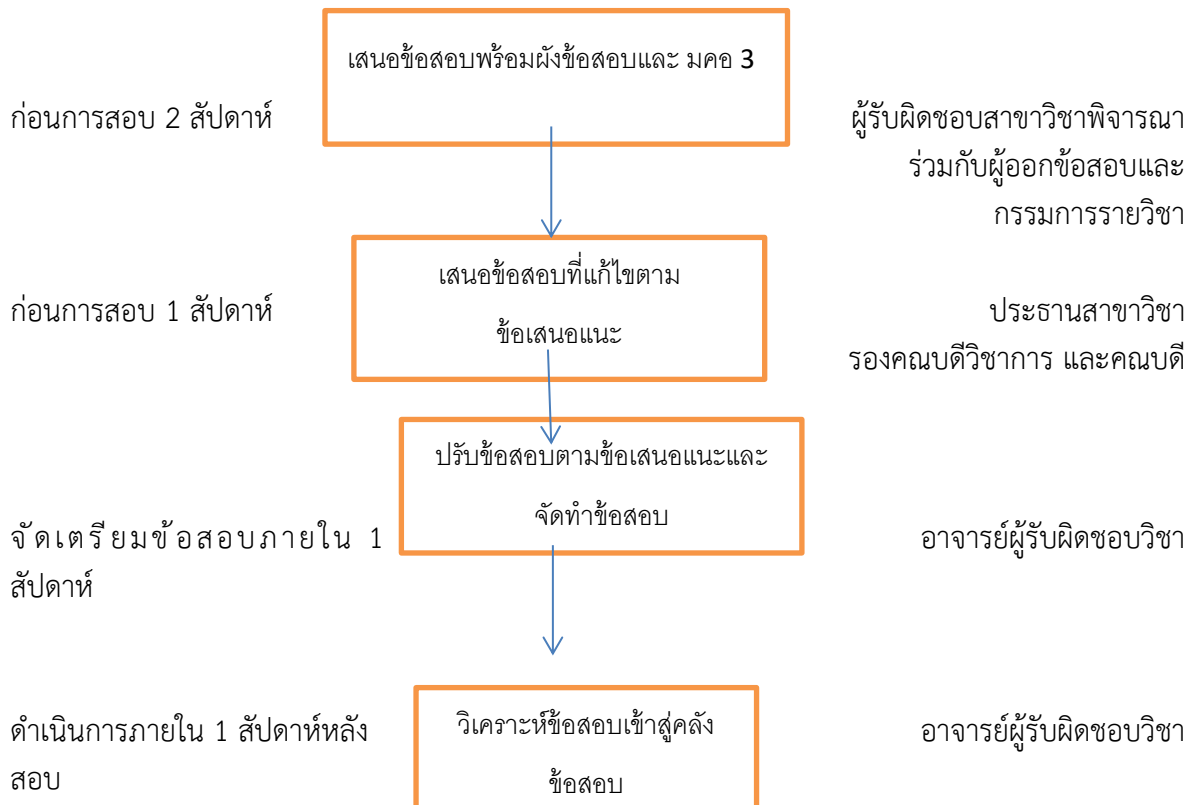 เสนอข้อสอบพร้อมผังข้อสอบและ มคอ 3
ก่อนการสอบ 2 สัปดาห์
ผู้รับผิดชอบสาขาวิชาพิจารณา
ร่วมกับผู้ออกข้อสอบและ
กรรมการรายวิชา
เสนอข้อสอบที่แก้ไขตาม
ข้อเสนอแนะ
ก่อนการสอบ 1 สัปดาห์
ประธานสาขาวิชา
รองคณบดีวิชาการ และคณบดี
ปรับข้อสอบตามข้อเสนอแนะและ
จัดทำข้อสอบ
จัดเตรียมข้อสอบภายใน 1
สัปดาห์
อาจารย์ผู้รับผิดชอบวิชา
วิเคราะห์ข้อสอบเข้าสู่คลัง
ข้อสอบ
ดำเนินการภายใน 1 สัปดาห์หลัง
สอบ
อาจารย์ผู้รับผิดชอบวิชา